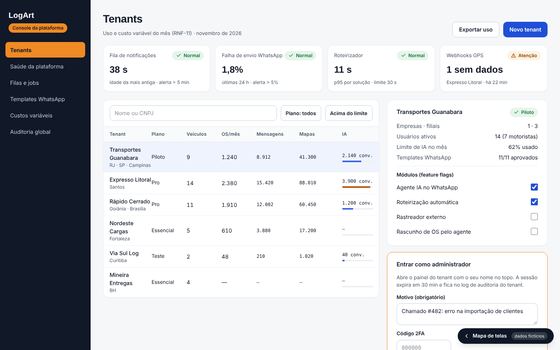 LogArt
Console da plataforma
Tenants
Saúde da plataforma
Filas e jobs
Templates WhatsApp
Custos variáveis
Auditoria global
Tenants
Uso e custo variável do mês (RNF-11) · novembro de 2026
Exportar uso
Novo tenant
Fila de notificações
Normal
38 s
idade da mais antiga · alerta > 5 min
Falha de envio WhatsApp
Normal
1,8%
últimas 24 h · alerta > 5%
Roteirizador
Normal
11 s
p95 por solução · limite 30 s
Webhooks GPS
Atenção
1 sem dados
Expresso Litoral · há 22 min
Nome ou CNPJ
Plano: todos
Acima do limite
Tenant Plano Veículos OS/mês Mensagens Mapas IA
Transportes Guanabara Piloto 9 1.240 8.912 41.300 2.140 conv.
RJ · SP · Campinas
Expresso Litoral Pro 14 2.380 15.420 88.010 3.900 conv.
Santos
Rápido Cerrado Pro 11 1.910 12.002 60.450 1.200 conv.
Goiânia · Brasília
Nordeste Cargas Essencial 5 610 3.880 17.200 —
Fortaleza
Via Sul Log Teste 2 48 210 1.020 40 conv.
Curitiba
Mineira Entregas Essencial 4 — — — —
BH
Transportes Guanabara
Piloto
Empresas · filiais 1 · 3
Usuários ativos 14 (7 motoristas)
Limite de IA no mês 62% usado
Templates WhatsApp 11/11 aprovados
Módulos (feature flags)
Agente IA no WhatsApp
Roteirização automática
Rastreador externo
Rascunho de OS pelo agente
Entrar como administrador
Abre o painel do tenant com o seu nome no topo. A sessão
expira em 30 min e fica no log de auditoria do tenant.
Motivo (obrigatório)
Chamado #482: erro na importação de clientes
Código 2FA
000000
Mapa de telas
dados fictícios